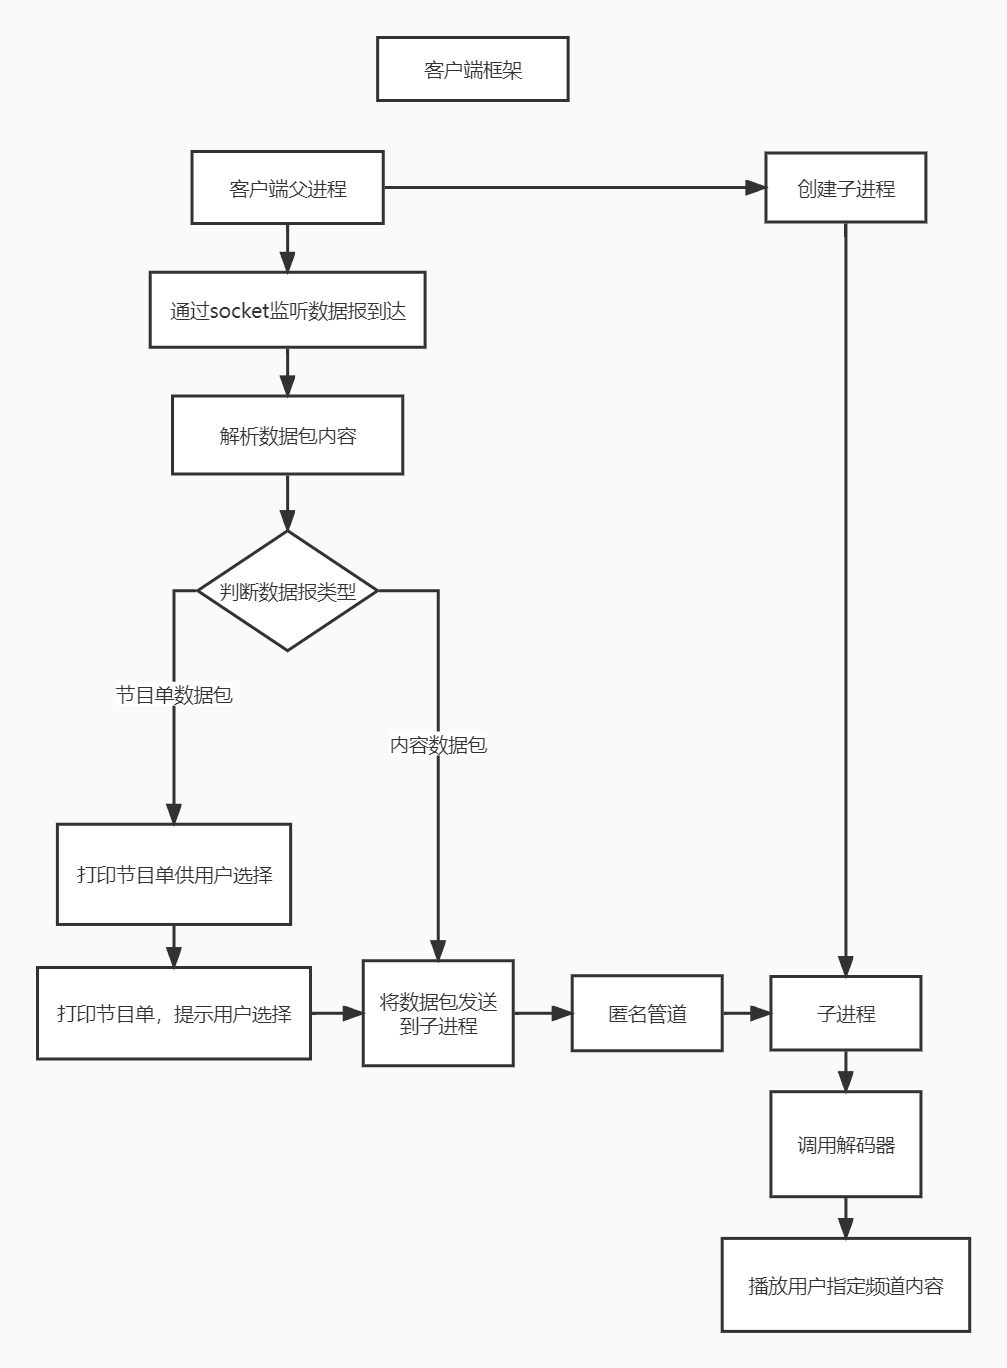 客户端框架
客户端父进程
创建子进程
通过socket监听数据报到达
解析数据包内容
判断数据报类型
节目单数据包
内容数据包
打印节目单供用户选择
打印节目单，提示用户选择
将数据包发送
到子进程
匿名管道
子进程
调用解码器
播放用户指定频道内容